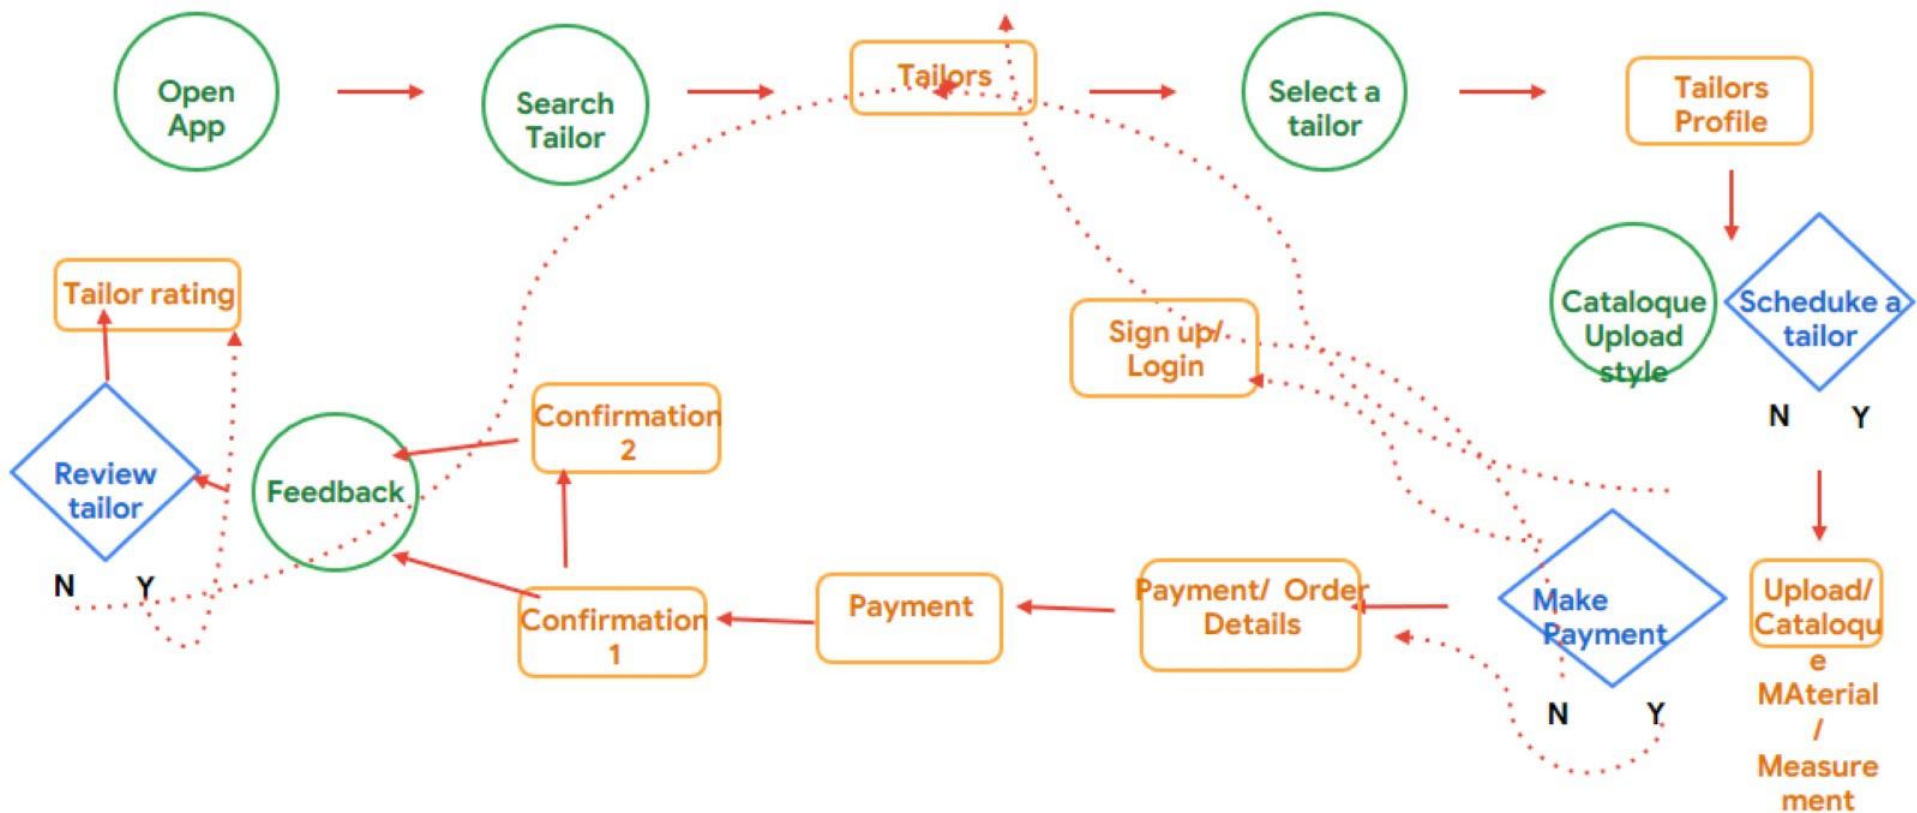 Open
App
Search
Tailor
Tailors
Select a
tailor
Tailors
Profile
Cataloque
Upload
style
Scheduke a
tailor
N
Y
Tailor rating
Sign up/
Login
Review
tailor
N
Y
Feedback
Confirmation
2
Confirmation
1
Payment
Payment/ Order
Details
Make
Payment
N
Y
Upload/
Cataloqu
e
MAterial
/
Measure
ment